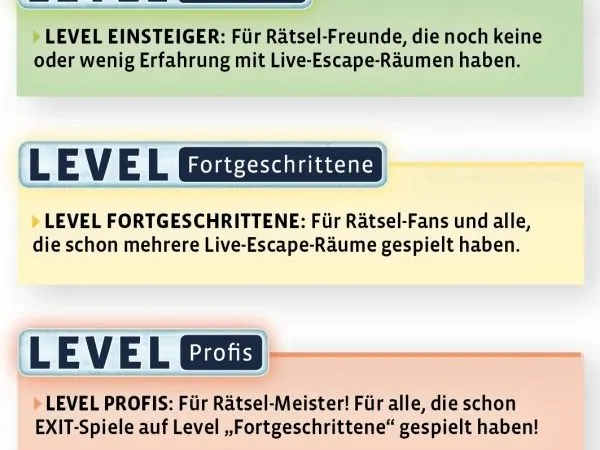 LEVEL EINSTEIGER: Für Rätsel-Freunde, die noch keine
oder wenig Erfahrung mit Live-Escape-Räumen haben.
LEVEL Fortgeschrittene
LEVEL FORTGESCHRITTENE: Für Rätsel-Fans und alle,
die schon mehrere Live-Escape-Räume gespielt haben.
LEVEL Profis
LEVEL PROFIS: Für Rätsel-Meister! Für alle, die schon
EXIT-Spiele auf Level „Fortgeschrittene“ gespielt haben!